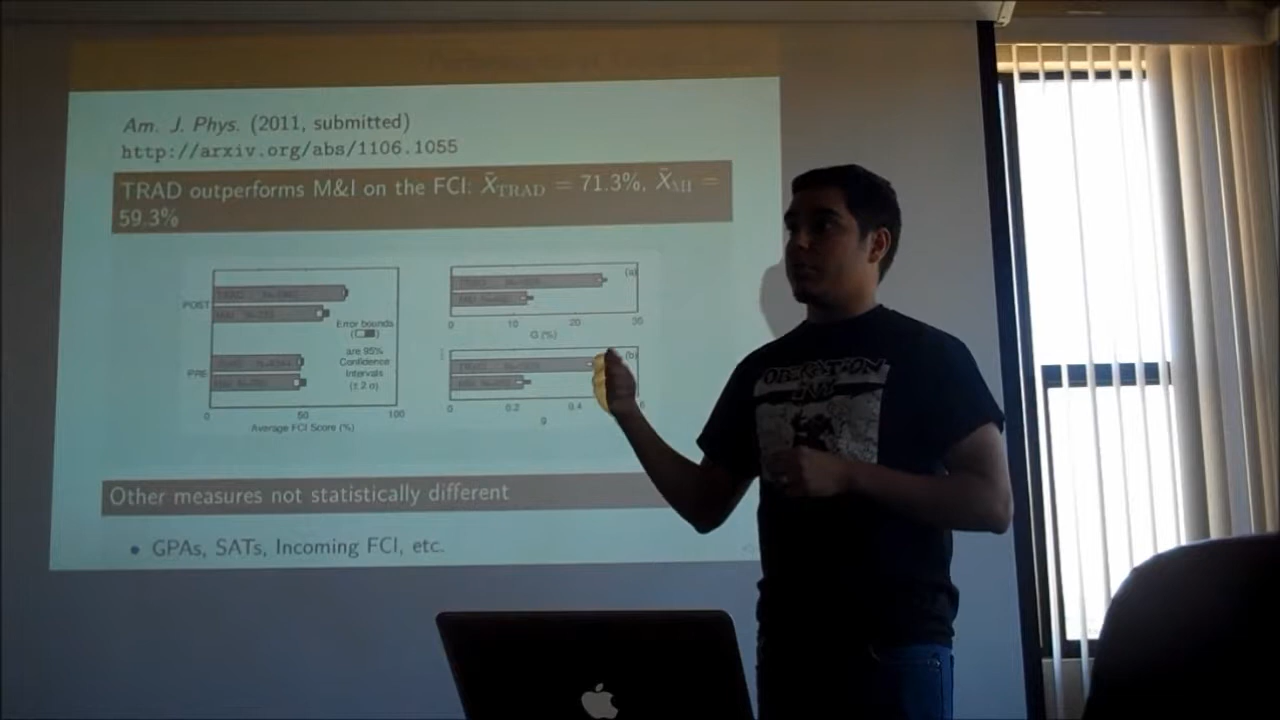 Am. J. Phys. (2011, submitted)
http://arxiv.org/abs/1106.1055
TRAD outperforms M&I on the FCI: X̄TRAD = 71.3%, X̄MI =
59.3%
POST
PRE
TRAD
Error bounds
are 95%
Confidence
Intervals
(± 2 σ)
0 50 100
Average FCI Score (%)
(a)
0 10 20 30
G (%)
(b)
0 0.2 0.4
g
Other measures not statistically different
• GPAs, SATs, Incoming FCI, etc.
OPERATION
IVY